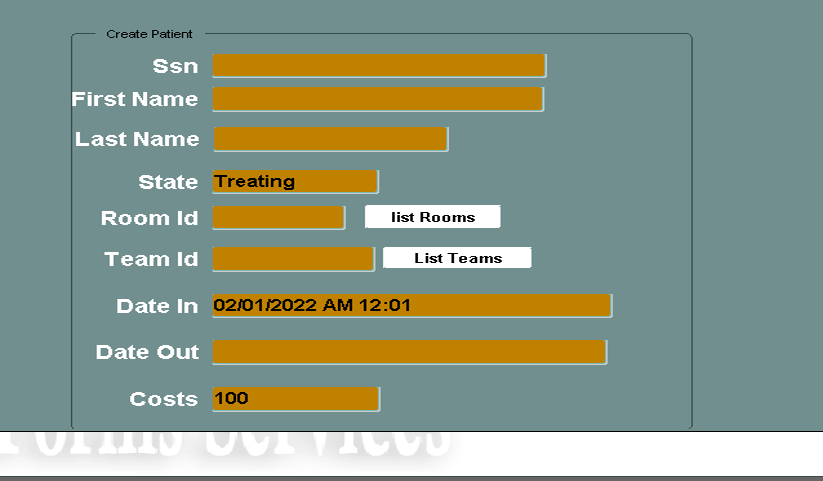 Create Patient
Ssn
First Name
Last Name
State Treating
Room Id list Rooms
Team Id List Teams
Date In 02/01/2022 AM 12:01
Date Out
Costs 100
Forms Services